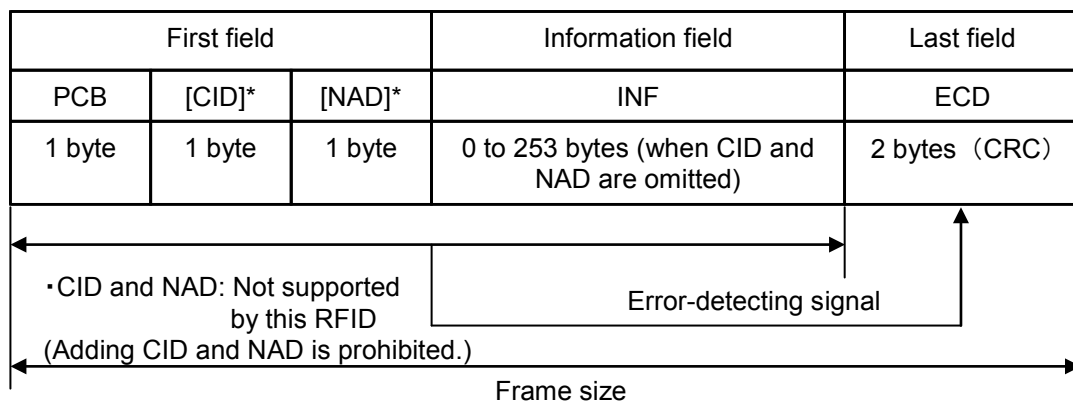 First field Information field Last field
PCB [CID]* [NAD]* INF ECD
1 byte 1 byte 1 byte 0 to 253 bytes (when CID and 2 bytes（CRC）
NAD are omitted)
・CID and NAD: Not supported
by this RFID
Error-detecting signal
(Adding CID and NAD is prohibited.)
Frame size